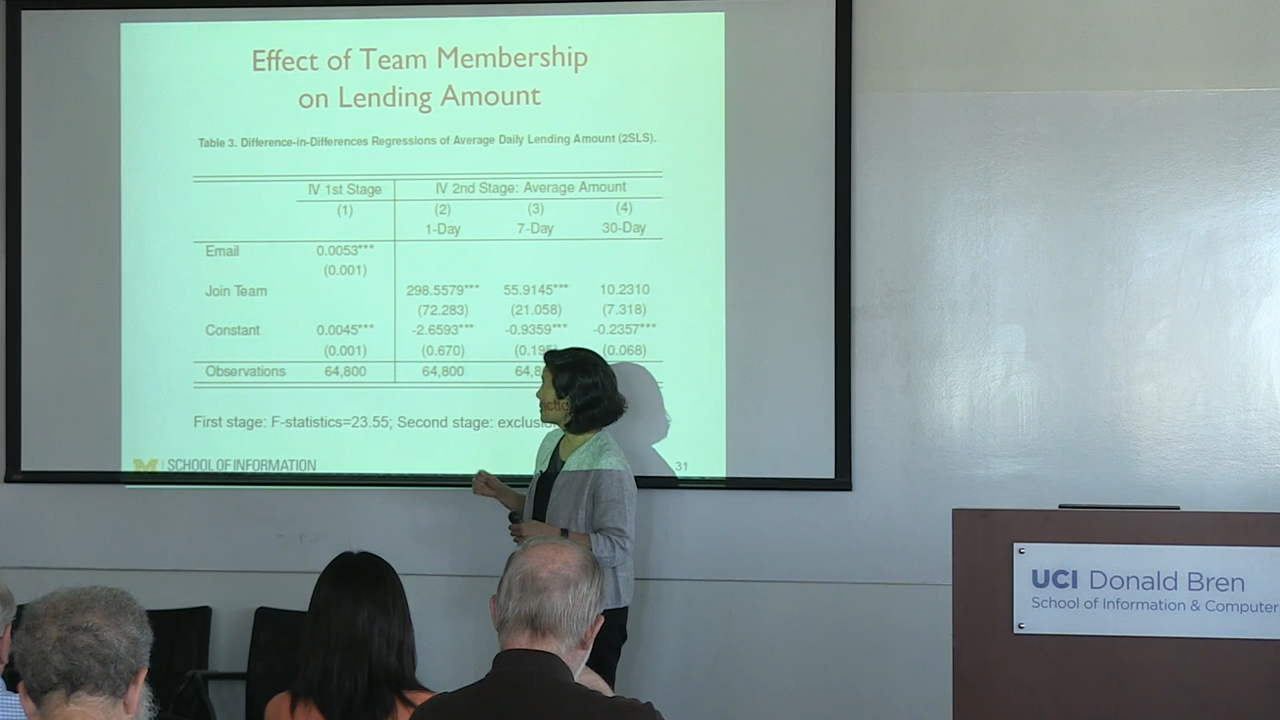 Effect of Team Membership
on Lending Amount
Table 3. Difference-in-Differences Regressions of Average Daily Lending Amount (2SLS).
IV 1st Stage IV 2nd Stage: Average Amount
(1) (2) (3) (4)
1-Day 7-Day 30-Day
Email 0.0053***
(0.001)
Join Team 298.5579*** 55.9145*** 10.2310
(72.283) (21.058) (7.318)
Constant 0.0045*** -2.6593*** -0.9359*** -0.2357***
(0.001) (0.670) (0.195) (0.068)
Observations 64,800 64,800 64,8
First stage: F-statistics=23.55; Second stage:
M SCHOOL OF INFORMATION
31
UCI Donald Bren
School of Information & Computer